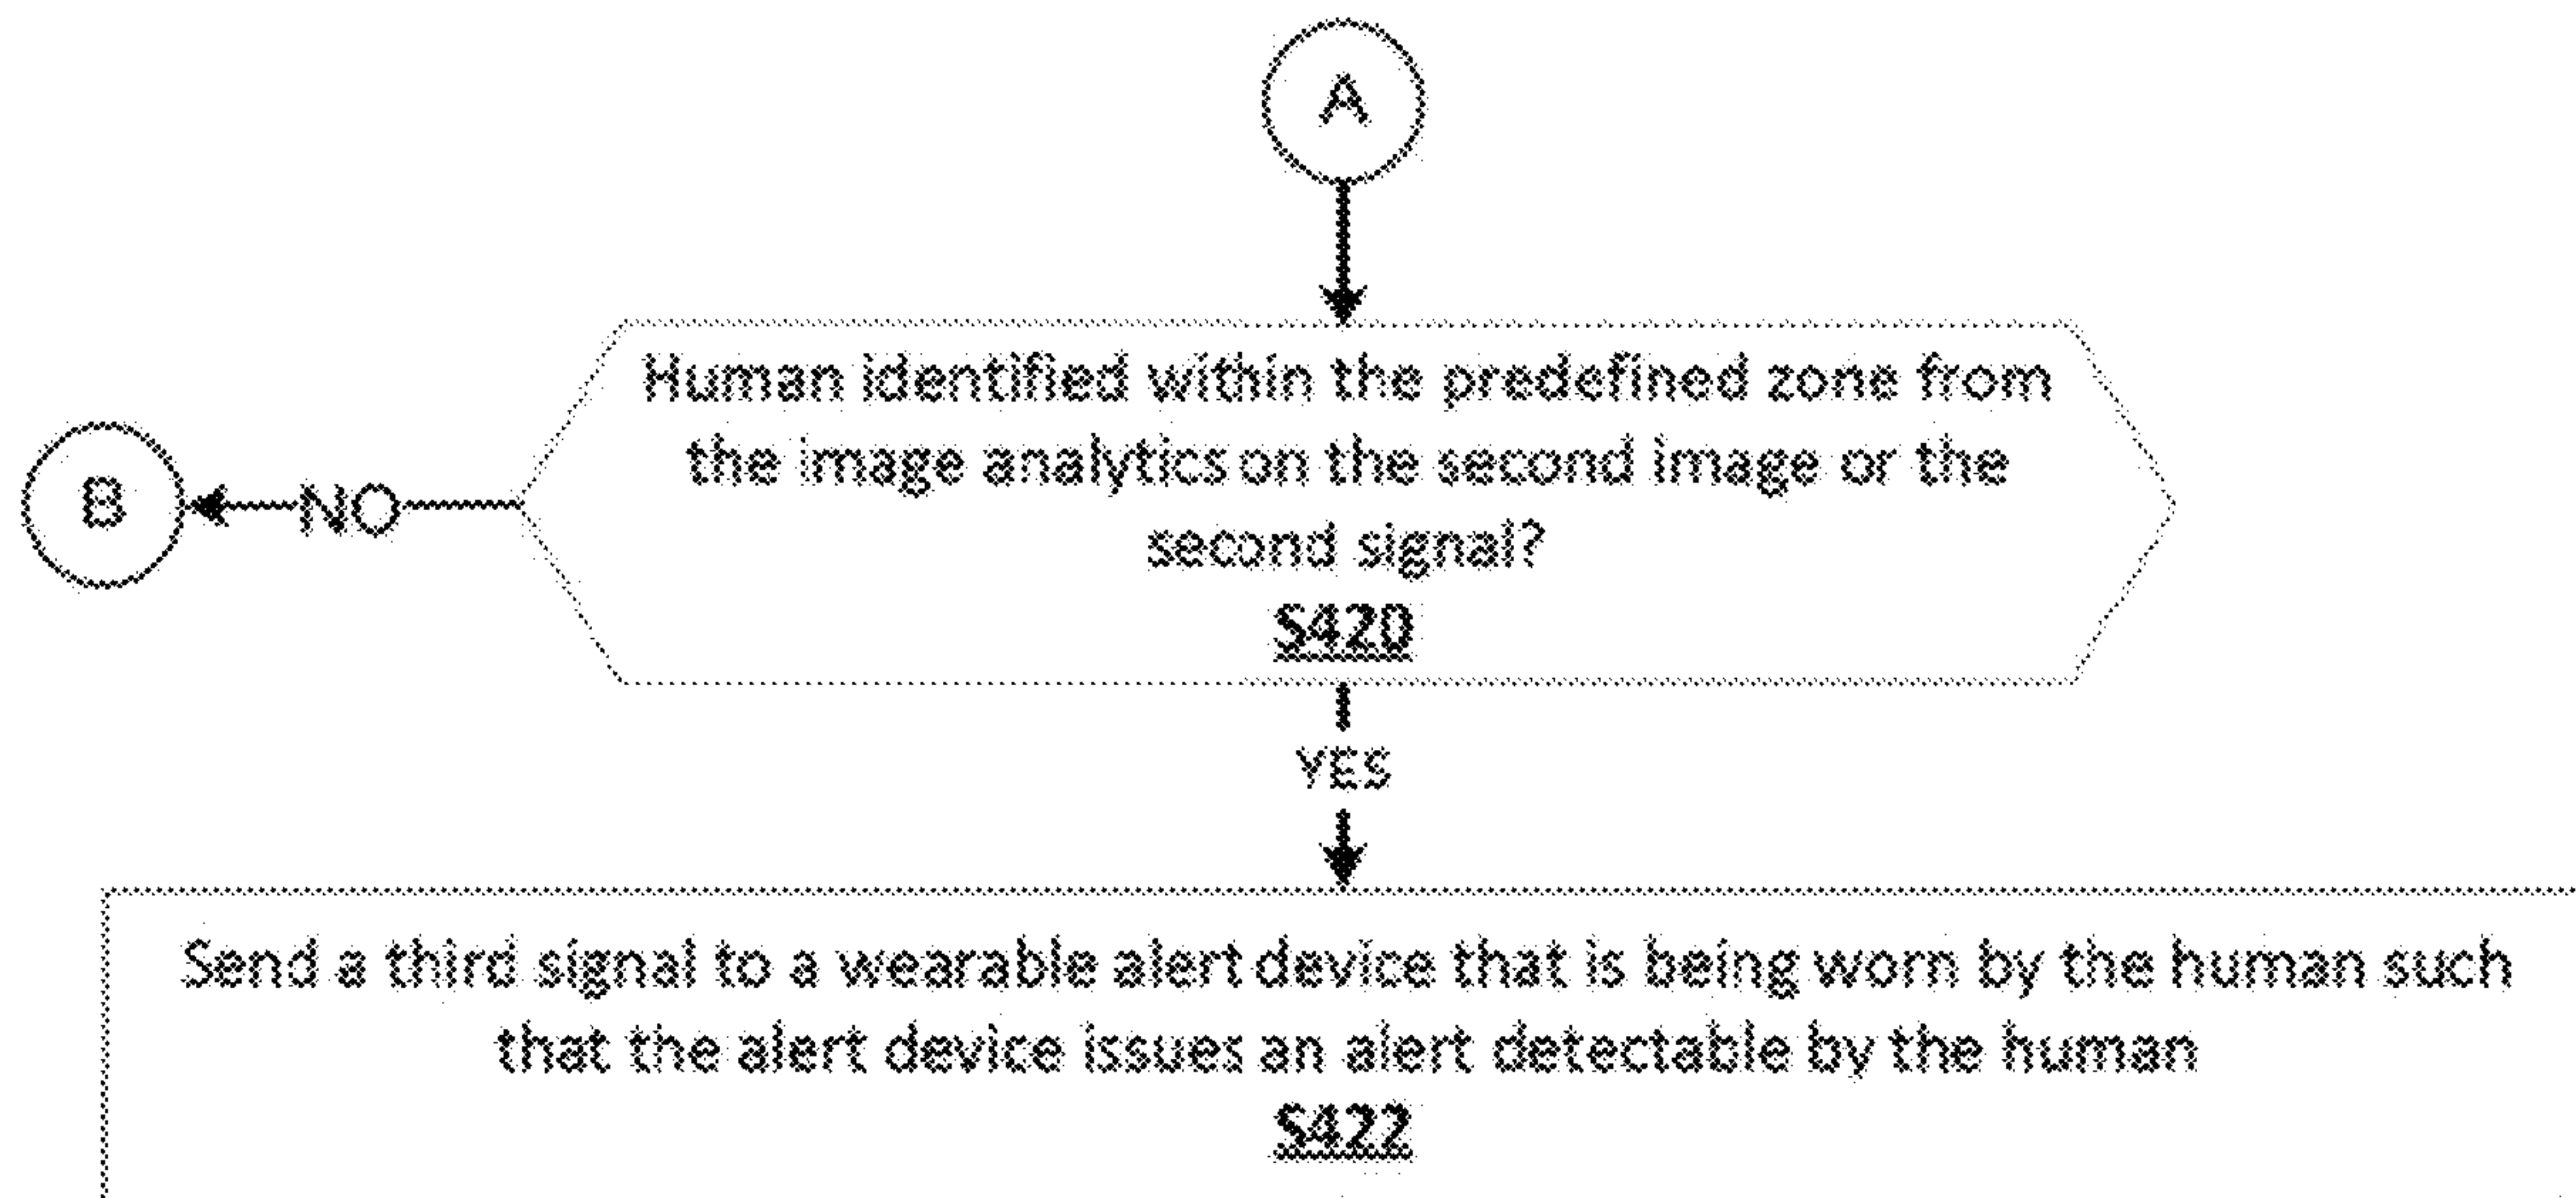 A
Human identified within the predefined zone from
the image analytics on the second image or the
second signal?
S420
B
NO
YES
Send a third signal to a wearable alert device that is being worn by the human such
that the alert device issues an alert detectable by the human
S422